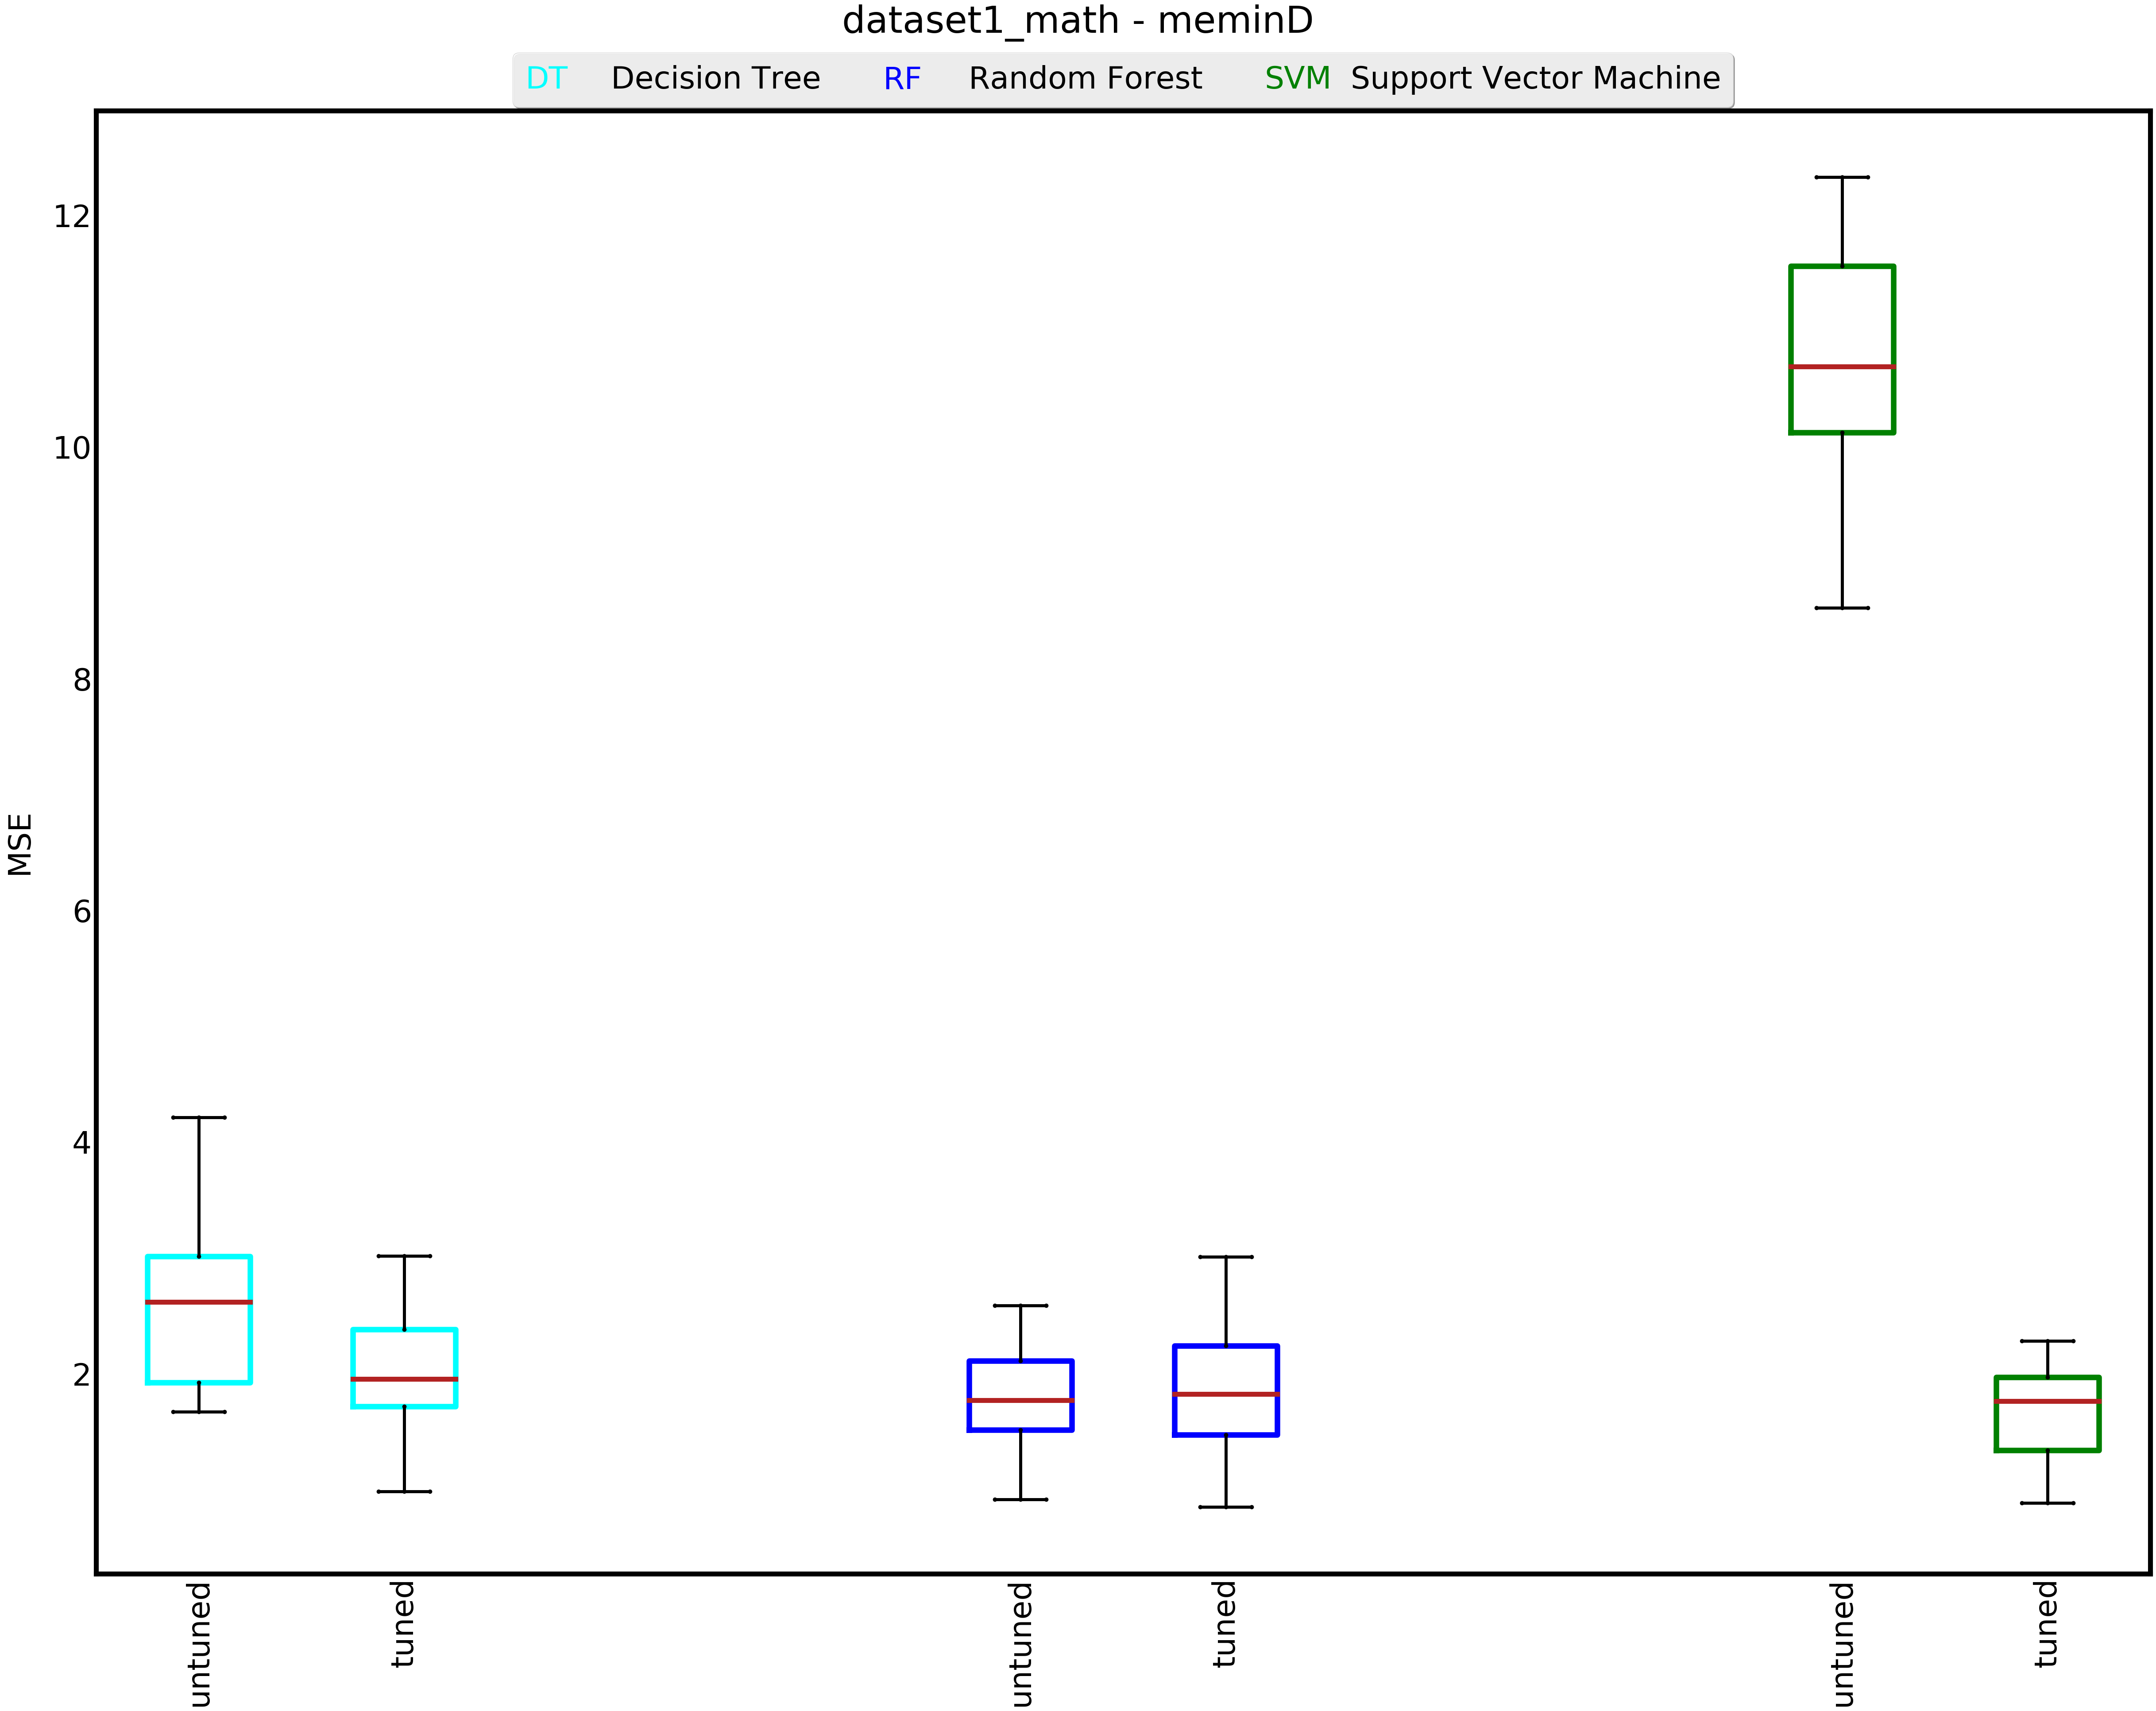 dataset1_math - meminD
DT Decision Tree RF Random Forest SVM Support Vector Machine
12
10
8
6
4
2
MSE
untuned tuned untuned tuned untuned tuned